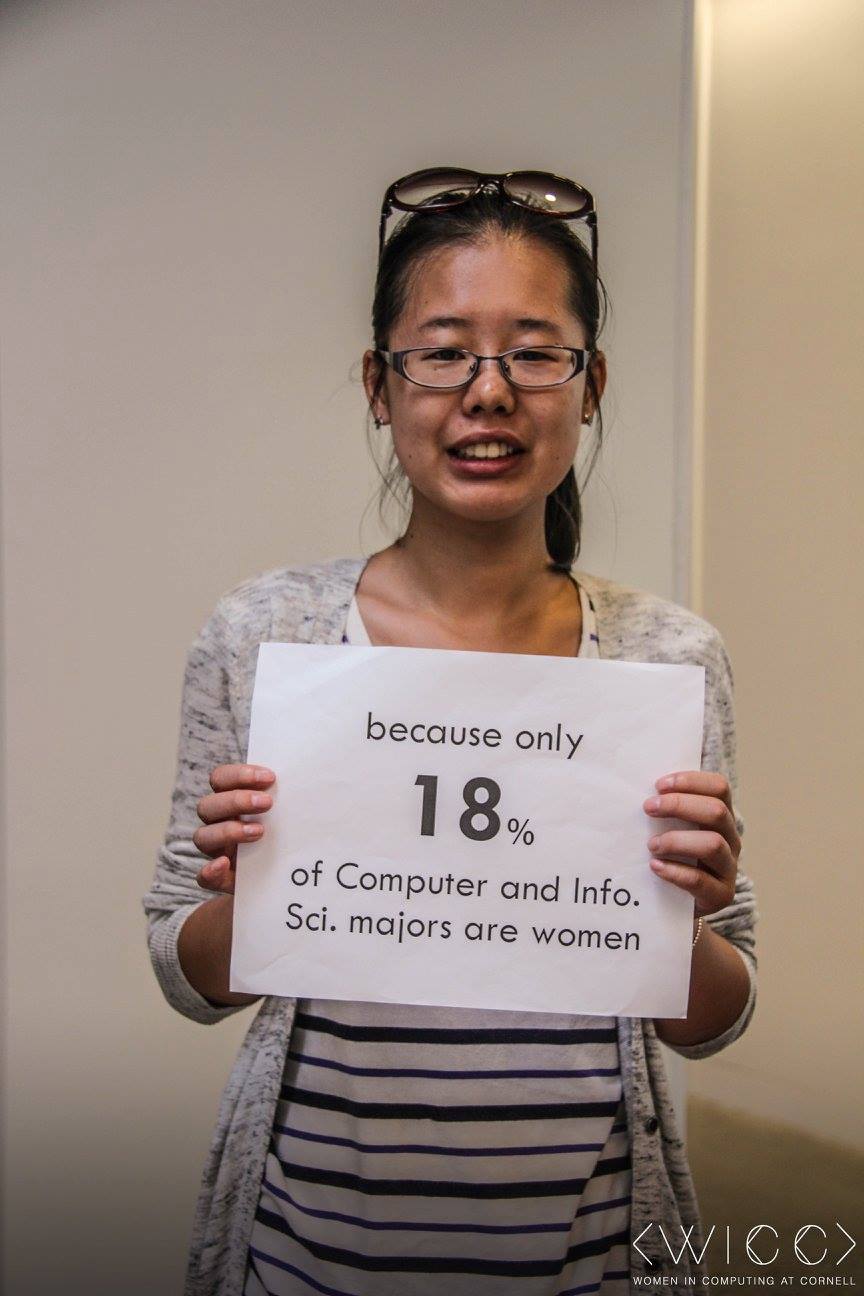 because only
18%
of Computer and Info.
Sci. majors are women
<WICC>
WOMEN IN COMPUTING AT CORNELL